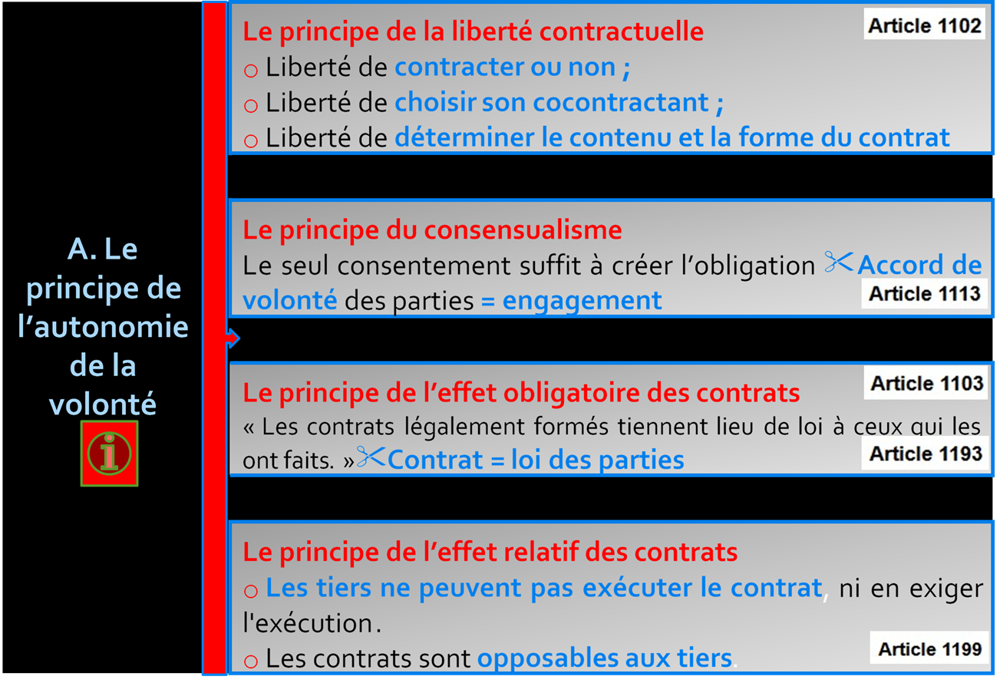 A. Le
principe de
l’autonomie
de la
volonté
Le principe de la liberté contractuelle
Article 1102
o Liberté de contracter ou non ;
o Liberté de choisir son cocontractant ;
o Liberté de déterminer le contenu et la forme du contrat
Le principe du consensualisme
Le seul consentement suffit à créer l’obligation ✂Accord de
volonté des parties = engagement
Article 1113
Le principe de l’effet obligatoire des contrats
Article 1103
« Les contrats légalement formés tiennent lieu de loi à ceux qui les
ont faits. »✂Contrat = loi des parties
Article 1193
Le principe de l’effet relatif des contrats
o Les tiers ne peuvent pas exécuter le contrat, ni en exiger
l'exécution.
o Les contrats sont opposables aux tiers.
Article 1199